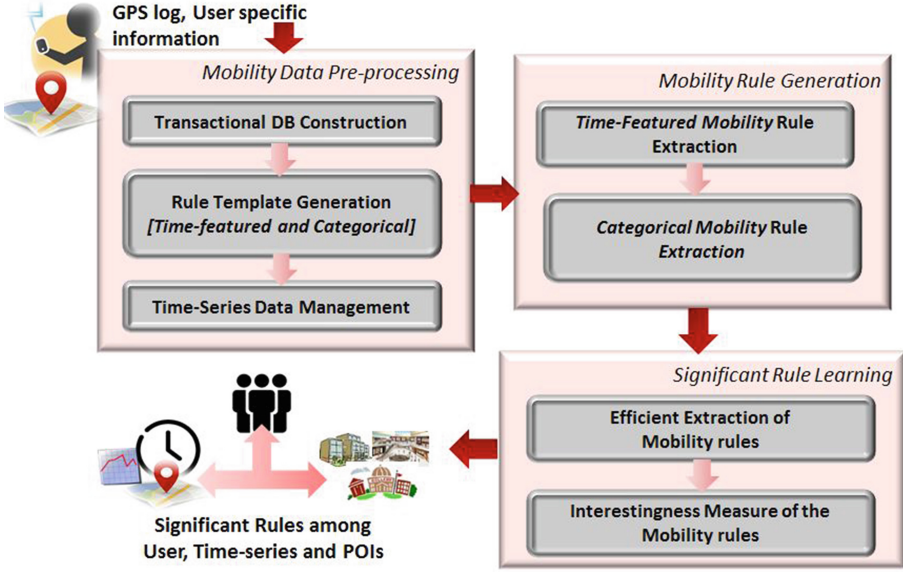 GPS log, User specific
information
Mobility Data Pre-processing
Transactional DB Construction
Rule Template Generation
[Time-featured and Categorical]
Time-Series Data Management
Mobility Rule Generation
Time-Featured Mobility Rule
Extraction
Categorical Mobility Rule
Extraction
Significant Rule Learning
Efficient Extraction of
Mobility rules
Interestingness Measure of the
Mobility rules
Significant Rules among
User, Time-series and POIs